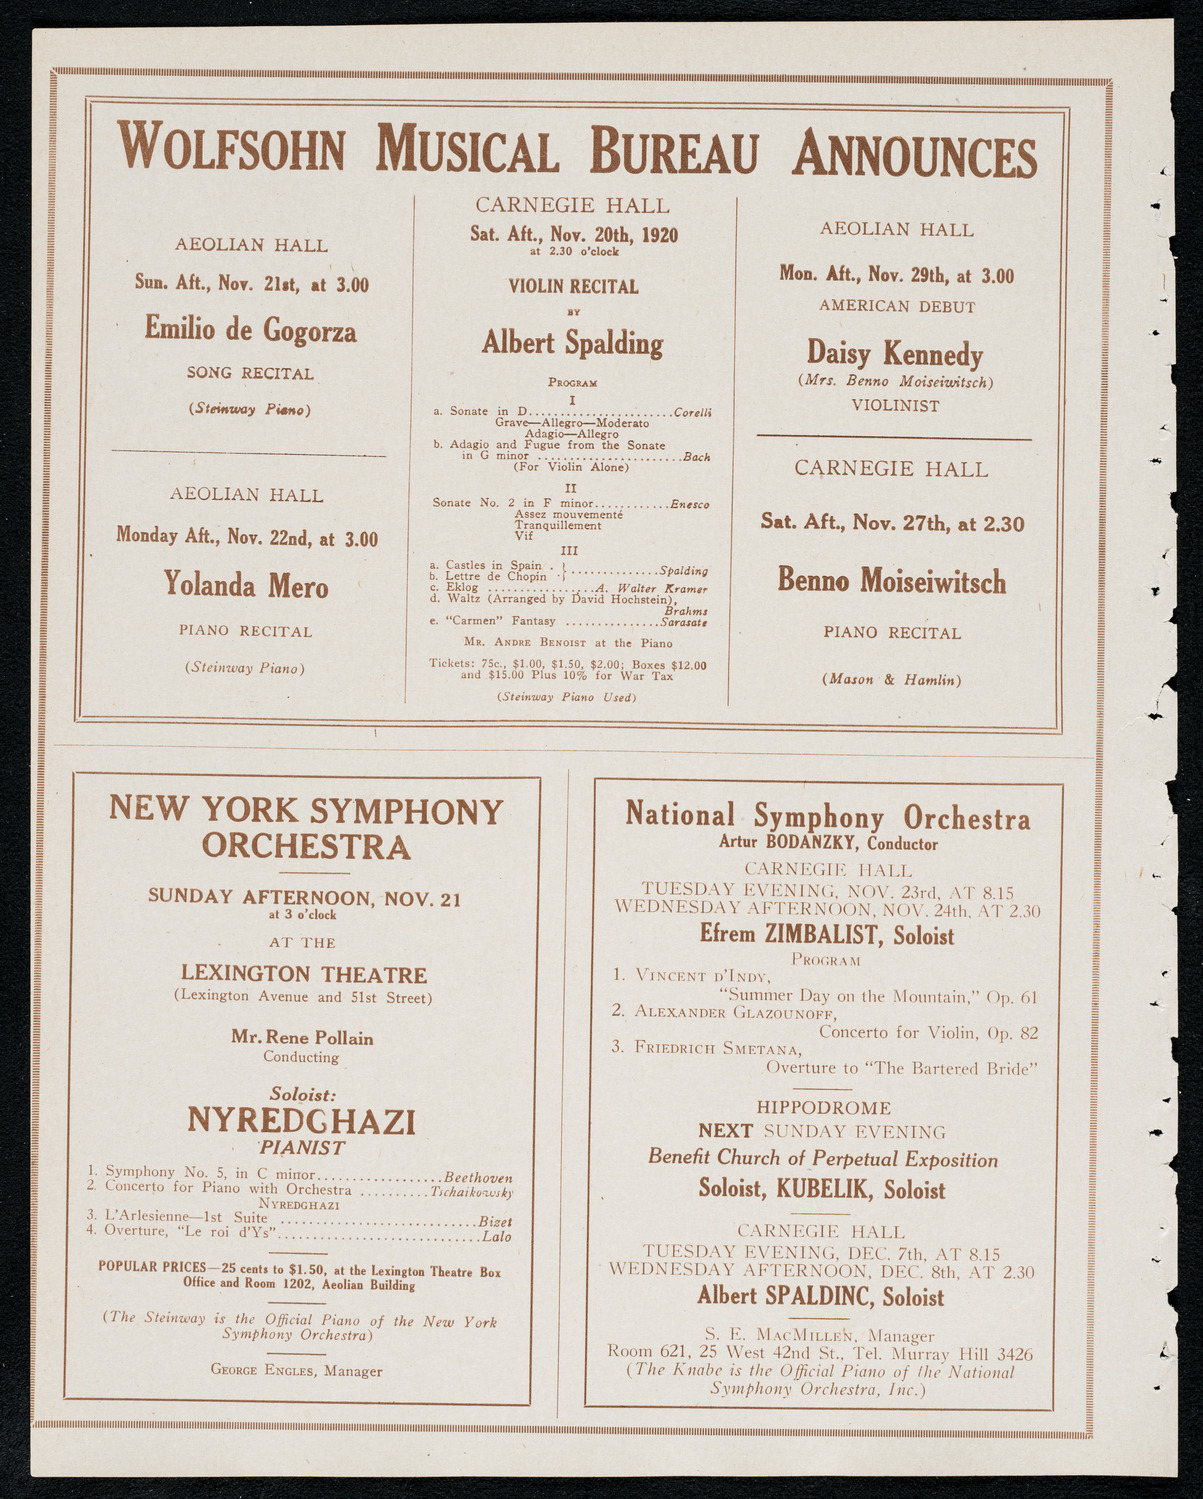 WOLFSOHN MUSICAL BUREAU ANNOUNCES
AEOLIAN HALL
Sun. Aft., Nov. 21st, at 3.00
Emilio de Gogorza
SONG RECITAL
(Steinway Piano)
AEOLIAN HALL
Monday Aft., Nov. 22nd, at 3.00
Yolanda Mero
PIANO RECITAL
(Steinway Piano)
CARNEGIE HALL
Sat. Aft., Nov. 20th, 1920
at 2.30 o'clock
VIOLIN RECITAL
BY
Albert Spalding
PROGRAM
I
a. Sonate in D.......................Corelli
Grave—Allegro—Moderato
Adagio—Allegro
b. Adagio and Fugue from the Sonate
in G minor .......................Bach
(For Violin Alone)
II
Sonate No. 2 in F minor............Enesco
Assez mouvementé
Tranquillement
Vif
III
a. Castles in Spain . }
b. Lettre de Chopin . } ..............Spalding
c. Eklog .................A. Walter Kramer
d. Waltz (Arranged by David Hochstein),
Brahms
e. "Carmen" Fantasy ...............Sarasate
MR. ANDRE BENOIST at the Piano
Tickets: 75c., $1.00, $1.50, $2.00; Boxes $12.00
and $15.00 Plus 10% for War Tax
(Steinway Piano Used)
AEOLIAN HALL
Mon. Aft., Nov. 29th, at 3.00
AMERICAN DEBUT
Daisy Kennedy
(Mrs. Benno Moiseiwitsch)
VIOLINIST
CARNEGIE HALL
Sat. Aft., Nov. 27th, at 2.30
Benno Moiseiwitsch
PIANO RECITAL
(Mason & Hamlin)
NEW YORK SYMPHONY
ORCHESTRA
SUNDAY AFTERNOON, NOV. 21
at 3 o'clock
AT THE
LEXINGTON THEATRE
(Lexington Avenue and 51st Street)
Mr. Rene Pollain
Conducting
Soloist:
NYREDGHAZI
PIANIST
1. Symphony No. 5, in C minor...................Beethoven
2. Concerto for Piano with Orchestra ..........Tschaikowsky
NYREDGHAZI
3. L'Arlesienne—1st Suite ..............................Bizet
4. Overture, "Le roi d'Ys"..............................Lalo
POPULAR PRICES—25 cents to $1.50, at the Lexington Theatre Box
Office and Room 1202, Aeolian Building
(The Steinway is the Official Piano of the New York
Symphony Orchestra)
GEORGE ENGLES, Manager
National Symphony Orchestra
Artur BODANZKY, Conductor
CARNEGIE HALL
TUESDAY EVENING, NOV. 23rd, AT 8.15
WEDNESDAY AFTERNOON, NOV. 24th, AT 2.30
Efrem ZIMBALIST, Soloist
PROGRAM
1. VINCENT D'INDY,
"Summer Day on the Mountain," Op. 61
2. ALEXANDER GLAZOUNOFF,
Concerto for Violin, Op. 82
3. FRIEDRICH SMETANA,
Overture to "The Bartered Bride"
HIPPODROME
NEXT SUNDAY EVENING
Benefit Church of Perpetual Exposition
Soloist, KUBELIK, Soloist
CARNEGIE HALL
TUESDAY EVENING, DEC. 7th, AT 8.15
WEDNESDAY AFTERNOON, DEC. 8th, AT 2.30
Albert SPALDINC, Soloist
S. E. MACMILLEN, Manager
Room 621, 25 West 42nd St., Tel. Murray Hill 3426
(The Knabe is the Official Piano of the National
Symphony Orchestra, Inc.)